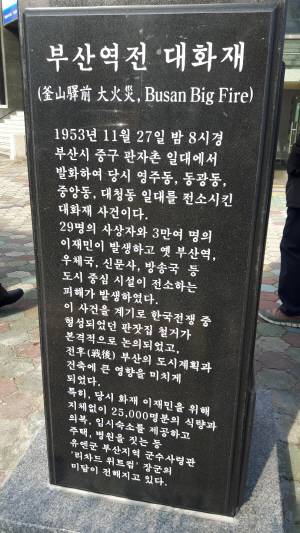 부산역전 대화재
(釜山驛前 大火災, Busan Big Fire)
1953년 11월 27일 밤 8시경
부산시 중구 판자촌 일대에서
발화하여 당시 영주동, 동광동,
중앙동, 대청동 일대를 전소시킨
대화재 사건이다.
29명의 사상자와 3만여 명의
이재민이 발생하고 옛 부산역,
우체국, 신문사, 방송국 등
도시 중심 시설이 전소하는
피해가 발생하였다.
이 사건을 계기로 한국전쟁 중
형성되었던 판잣집 철거가
본격적으로 논의되었고,
전후(戰後) 부산의 도시계획과
건축에 큰 영향을 미치게
되었다.
특히, 당시 화재 이재민을 위해
지체없이 25,000명분의 식량과
의복, 임시숙소를 제공하고
주택, 병원을 짓는 등
유엔군 부산지역 군수사령관
'리차드 위트컴' 장군의
미담이 전해지고 있다.